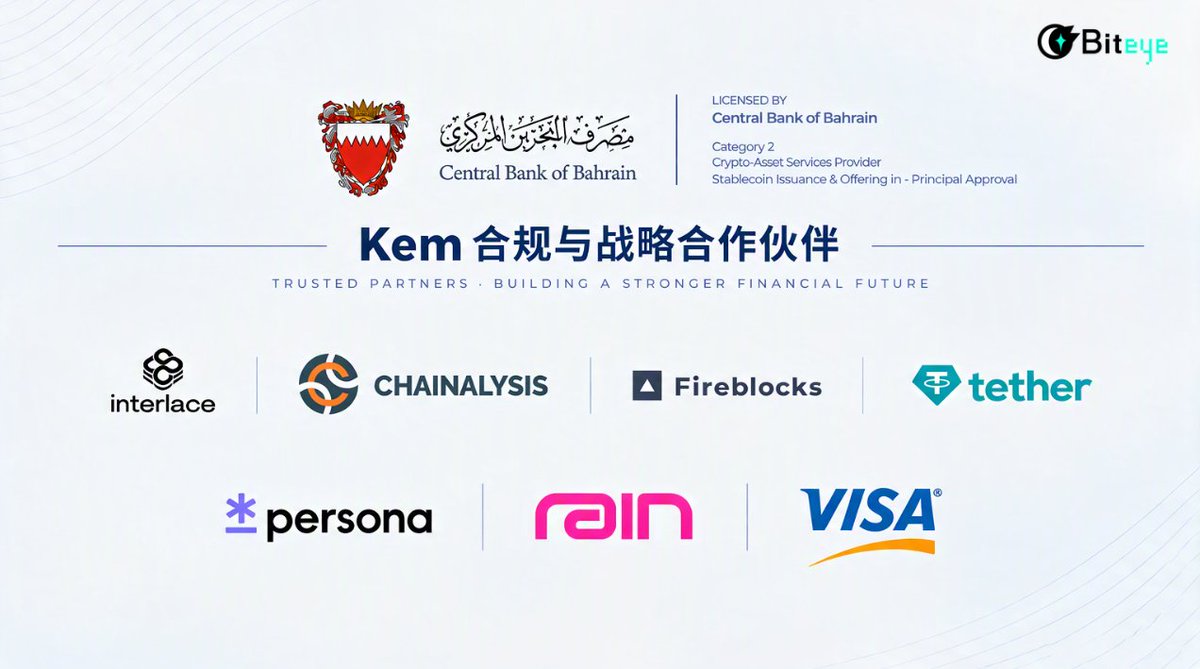 Biteye
مصرف البحرين المركزي
Central Bank of Bahrain
LICENSED BY
Central Bank of Bahrain
Category 2
Crypto-Asset Services Provider
Stablecoin Issuance & Offering in - Principal Approval
Kem 合规与战略合作伙伴
TRUSTED PARTNERS · BUILDING A STRONGER FINANCIAL FUTURE
interlace
CHAINALYSIS
Fireblocks
tether
persona
rain
VISA®